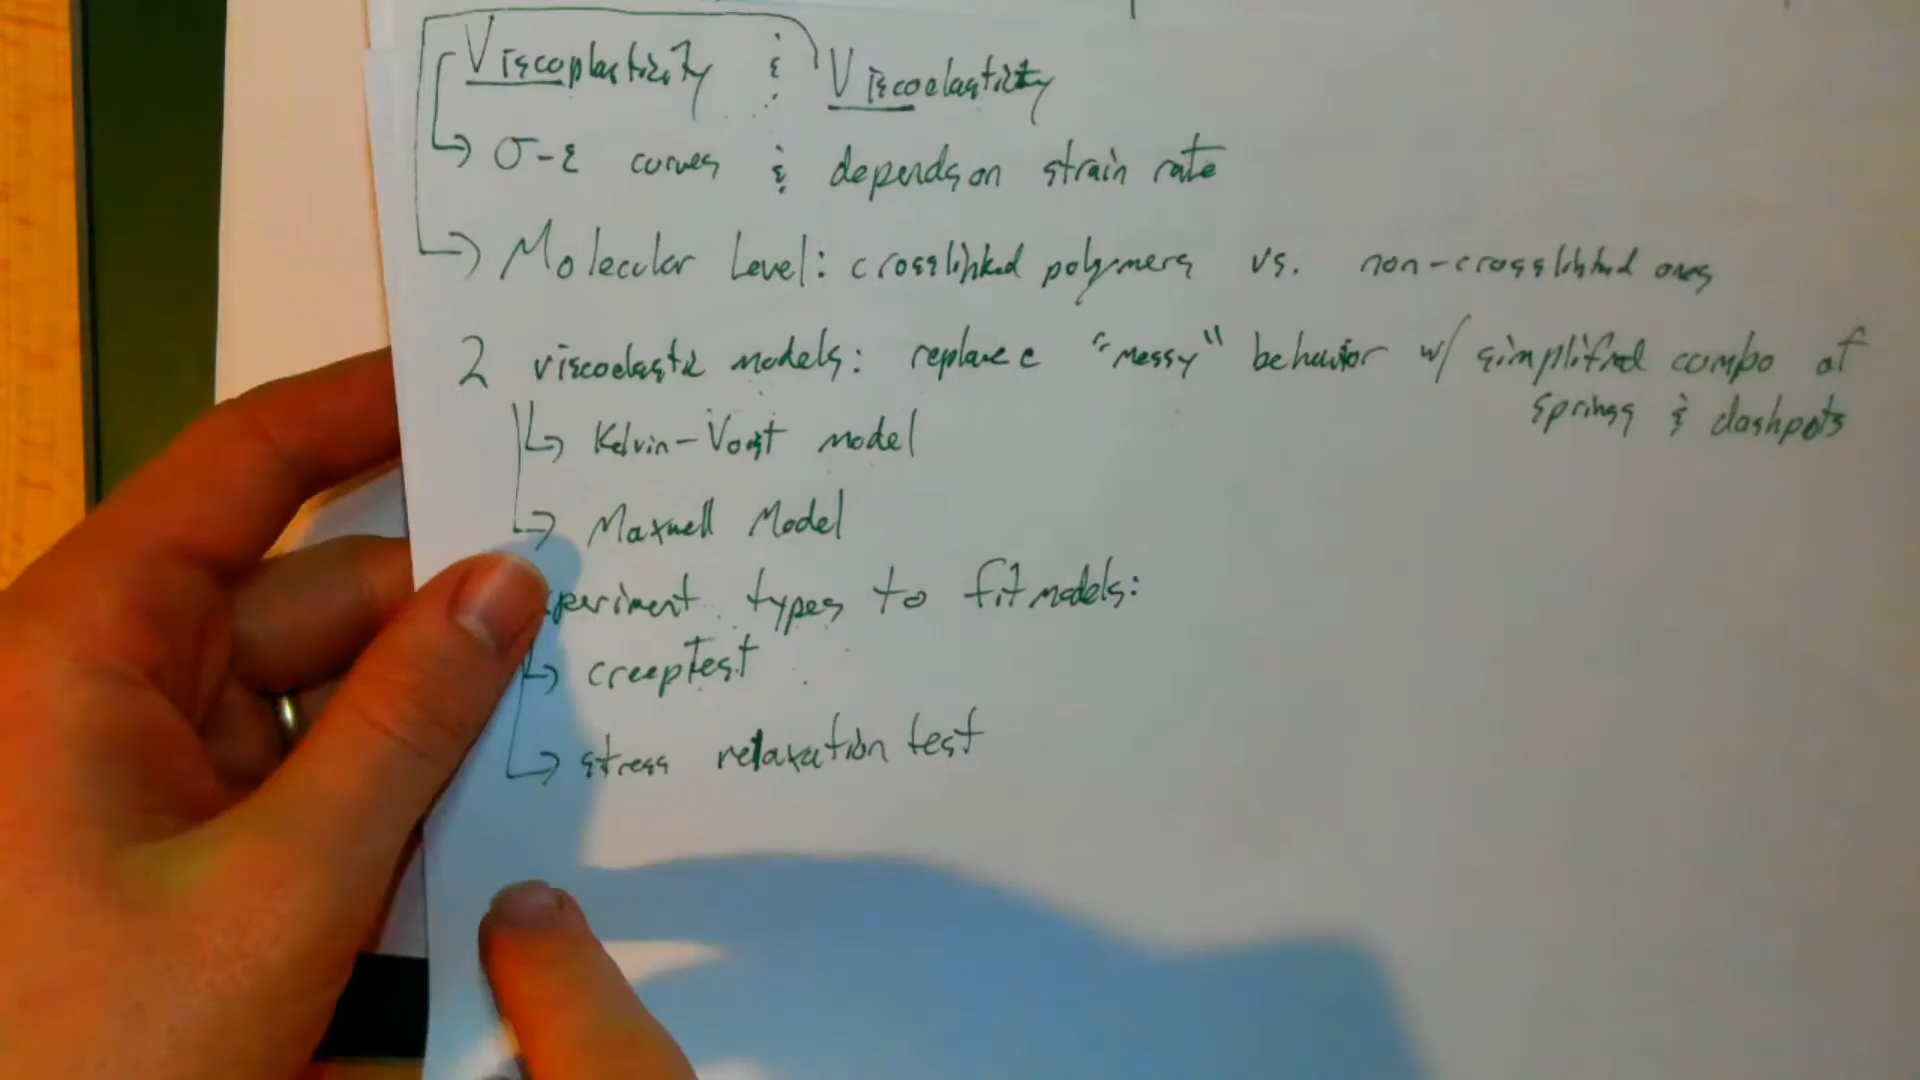 Viscoplasticity & Viscoelasticity
σ-ε curves & depends on strain rate
Molecular Level: crosslinked polymers vs. non-crosslinked ones
2 viscoelastic models: replace "messy" behavior w/ simplified combo of
springs & dashpots
Kelvin-Voigt model
Maxwell Model
xperiment types to fit models:
creep Test
stress relaxation test